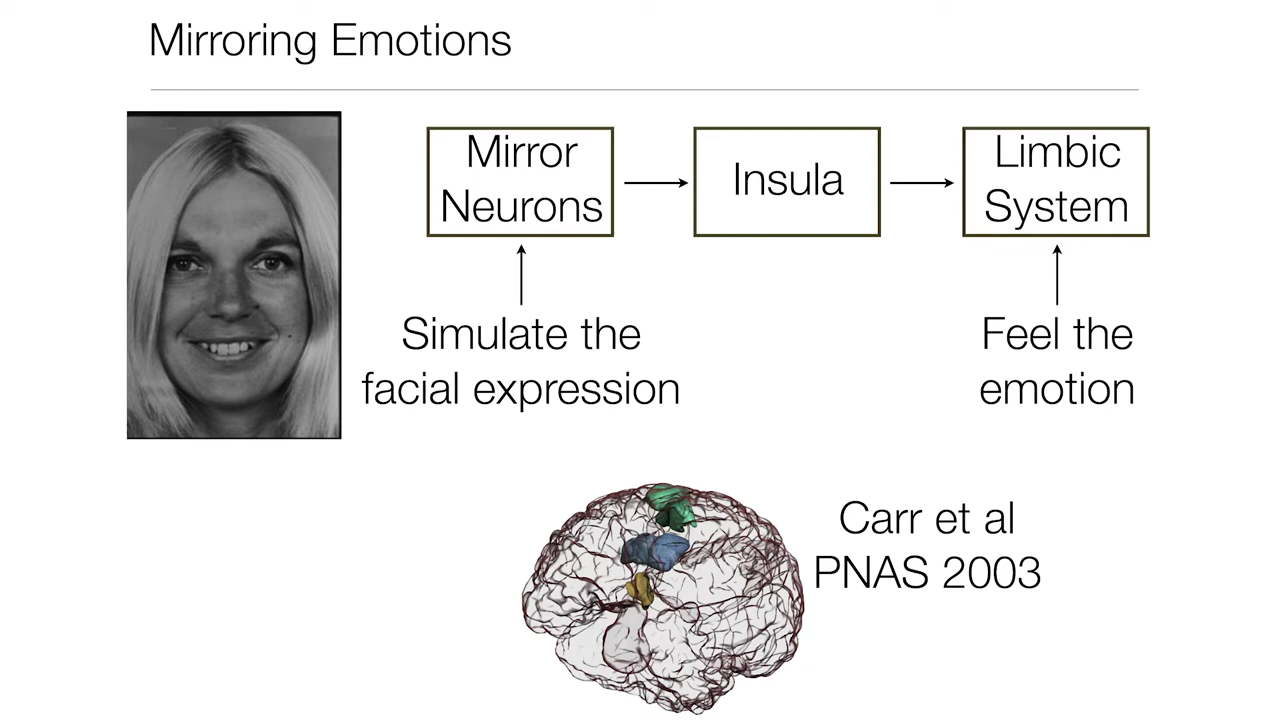 Mirroring Emotions
Mirror
Neurons
Insula
Limbic
System
Simulate the
facial expression
Feel the
emotion
Carr et al
PNAS 2003